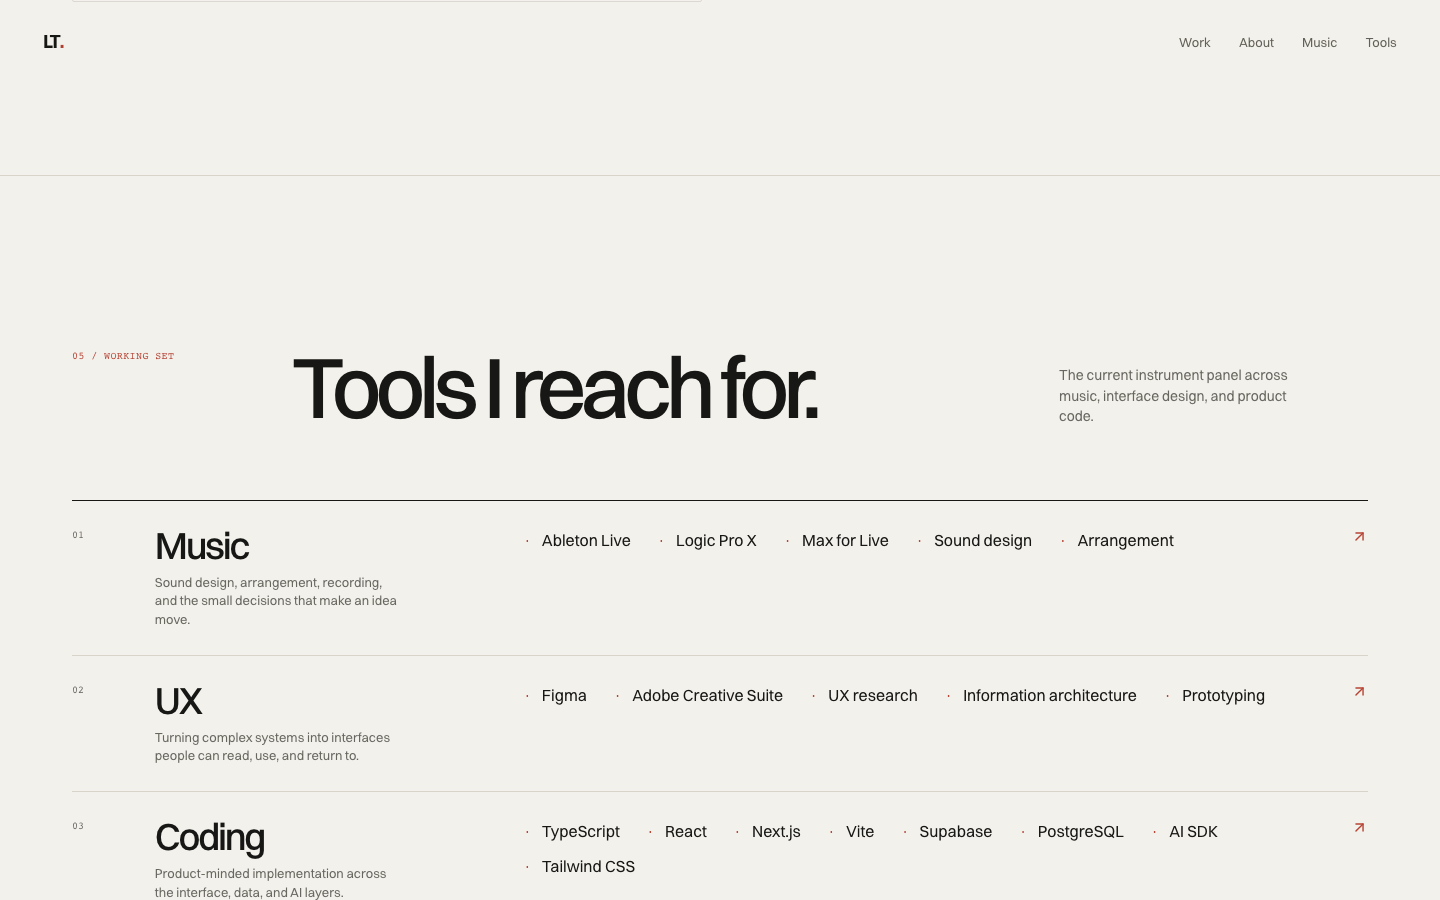 LT.
Work About Music Tools
05 / WORKING SET
Tools I reach for.
The current instrument panel across
music, interface design, and product
code.
01
Music
Sound design, arrangement, recording,
and the small decisions that make an idea
move.
· Ableton Live · Logic Pro X · Max for Live · Sound design · Arrangement
02
UX
Turning complex systems into interfaces
people can read, use, and return to.
· Figma · Adobe Creative Suite · UX research · Information architecture · Prototyping
03
Coding
Product-minded implementation across
the interface, data, and AI layers.
· TypeScript · React · Next.js · Vite · Supabase · PostgreSQL · AI SDK
· Tailwind CSS